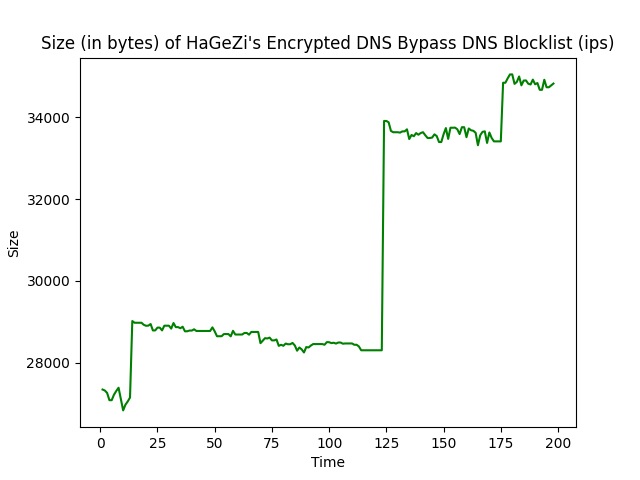 Size (in bytes) of HaGeZi's Encrypted DNS Bypass DNS Blocklist (ips)
34000
32000
30000
28000
Size
0 25 50 75 100 125 150 175 200
Time